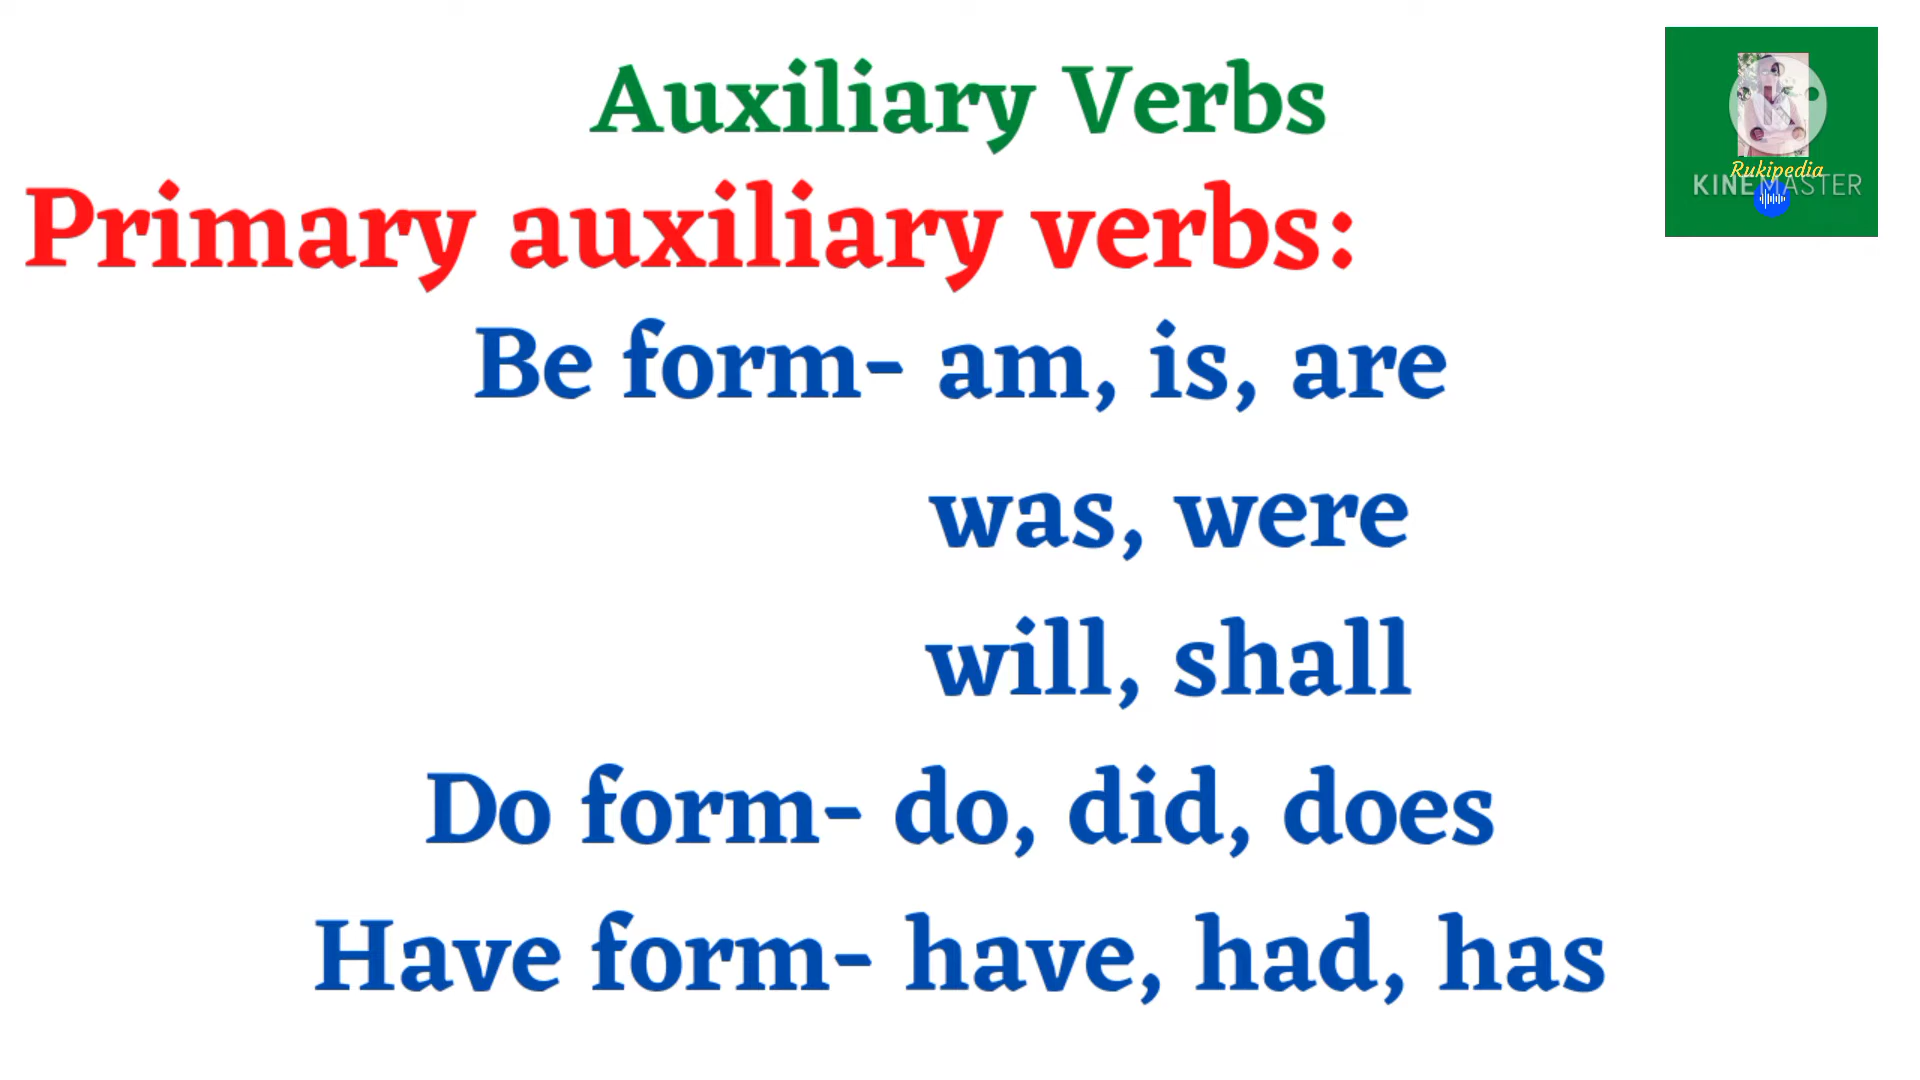 Auxiliary Verbs
Primary auxiliary verbs:
Be form- am, is, are
was, were
will, shall
Do form- do, did, does
Have form- have, had, has
Rukipedia
KINEMASTER